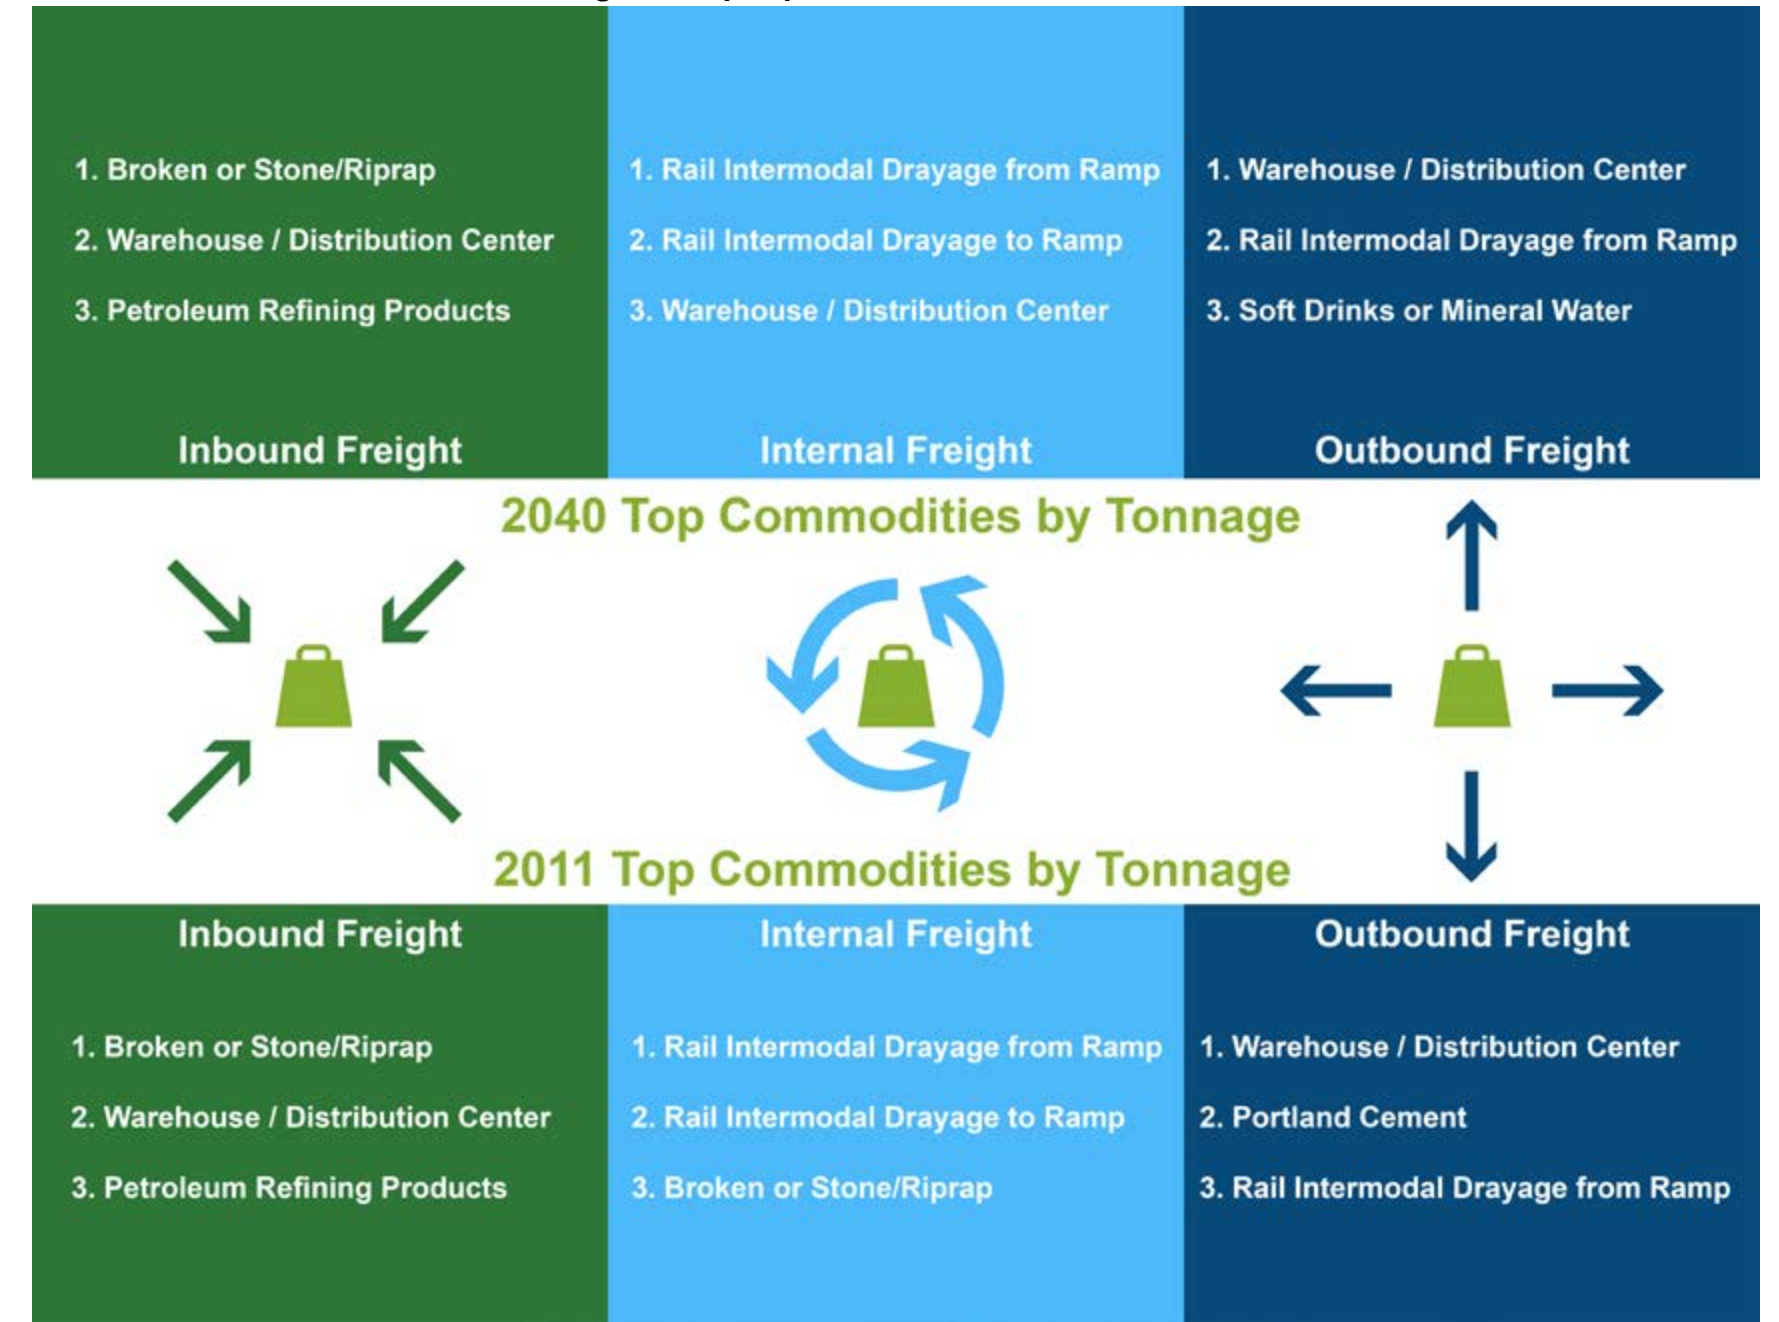 1. Broken or Stone/Riprap
2. Warehouse / Distribution Center
3. Petroleum Refining Products
Inbound Freight
1. Rail Intermodal Drayage from Ramp
2. Rail Intermodal Drayage to Ramp
3. Warehouse / Distribution Center
Internal Freight
1. Warehouse / Distribution Center
2. Rail Intermodal Drayage from Ramp
3. Soft Drinks or Mineral Water
Outbound Freight
2040 Top Commodities by Tonnage
2011 Top Commodities by Tonnage
Inbound Freight
1. Broken or Stone/Riprap
2. Warehouse / Distribution Center
3. Petroleum Refining Products
Internal Freight
1. Rail Intermodal Drayage from Ramp
2. Rail Intermodal Drayage to Ramp
3. Broken or Stone/Riprap
Outbound Freight
1. Warehouse / Distribution Center
2. Portland Cement
3. Rail Intermodal Drayage from Ramp